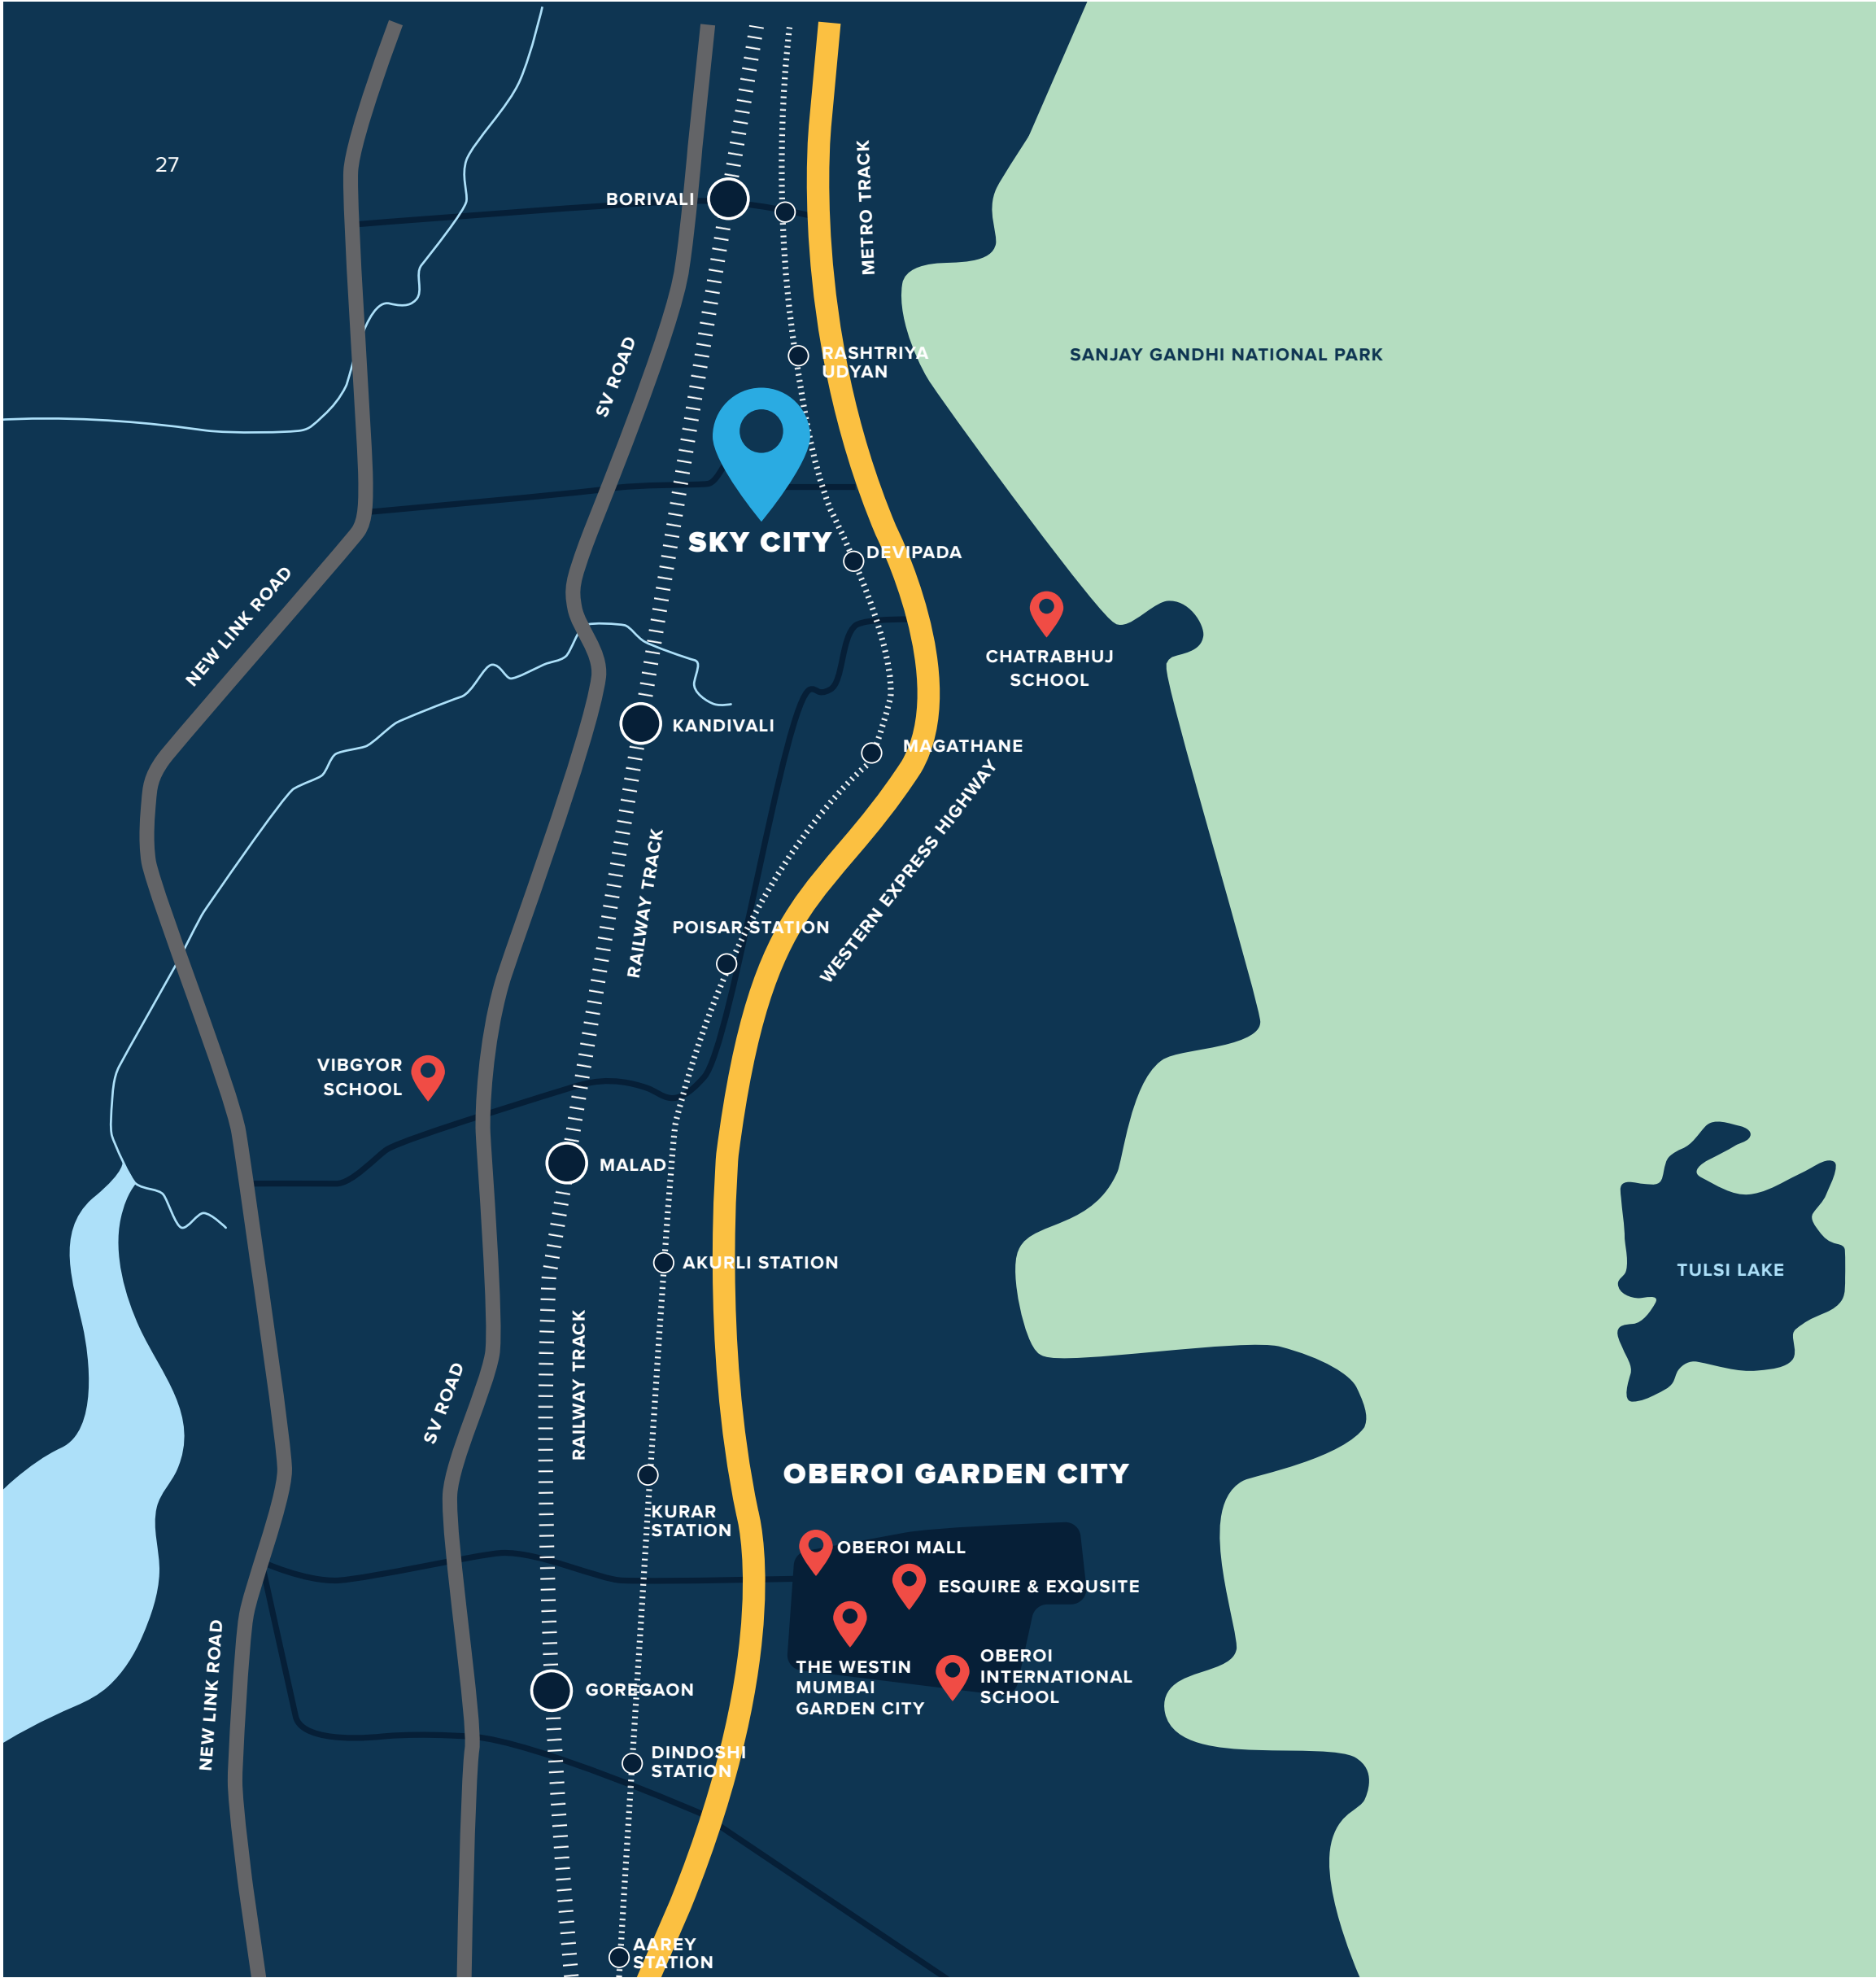 27
METRO TRACK
BORIVALI
SV ROAD
RASHTRIYA
UDYAN
SANJAY GANDHI NATIONAL PARK
SKY CITY
DEVIPADA
NEW LINK ROAD
CHATRABHUJ
SCHOOL
KANDIVALI
MAGATHANE
WESTERN EXPRESS HIGHWAY
RAILWAY TRACK
POISAR STATION
VIBGYOR
SCHOOL
MALAD
AKURLI STATION
TULSI LAKE
RAILWAY TRACK
SV ROAD
OBEROI GARDEN CITY
KURAR
STATION
OBEROI MALL
ESQUIRE & EXQUSITE
THE WESTIN
MUMBAI
GARDEN CITY
OBEROI
INTERNATIONAL
SCHOOL
NEW LINK ROAD
GOREGAON
DINDOSHI
STATION
AAREY
STATION